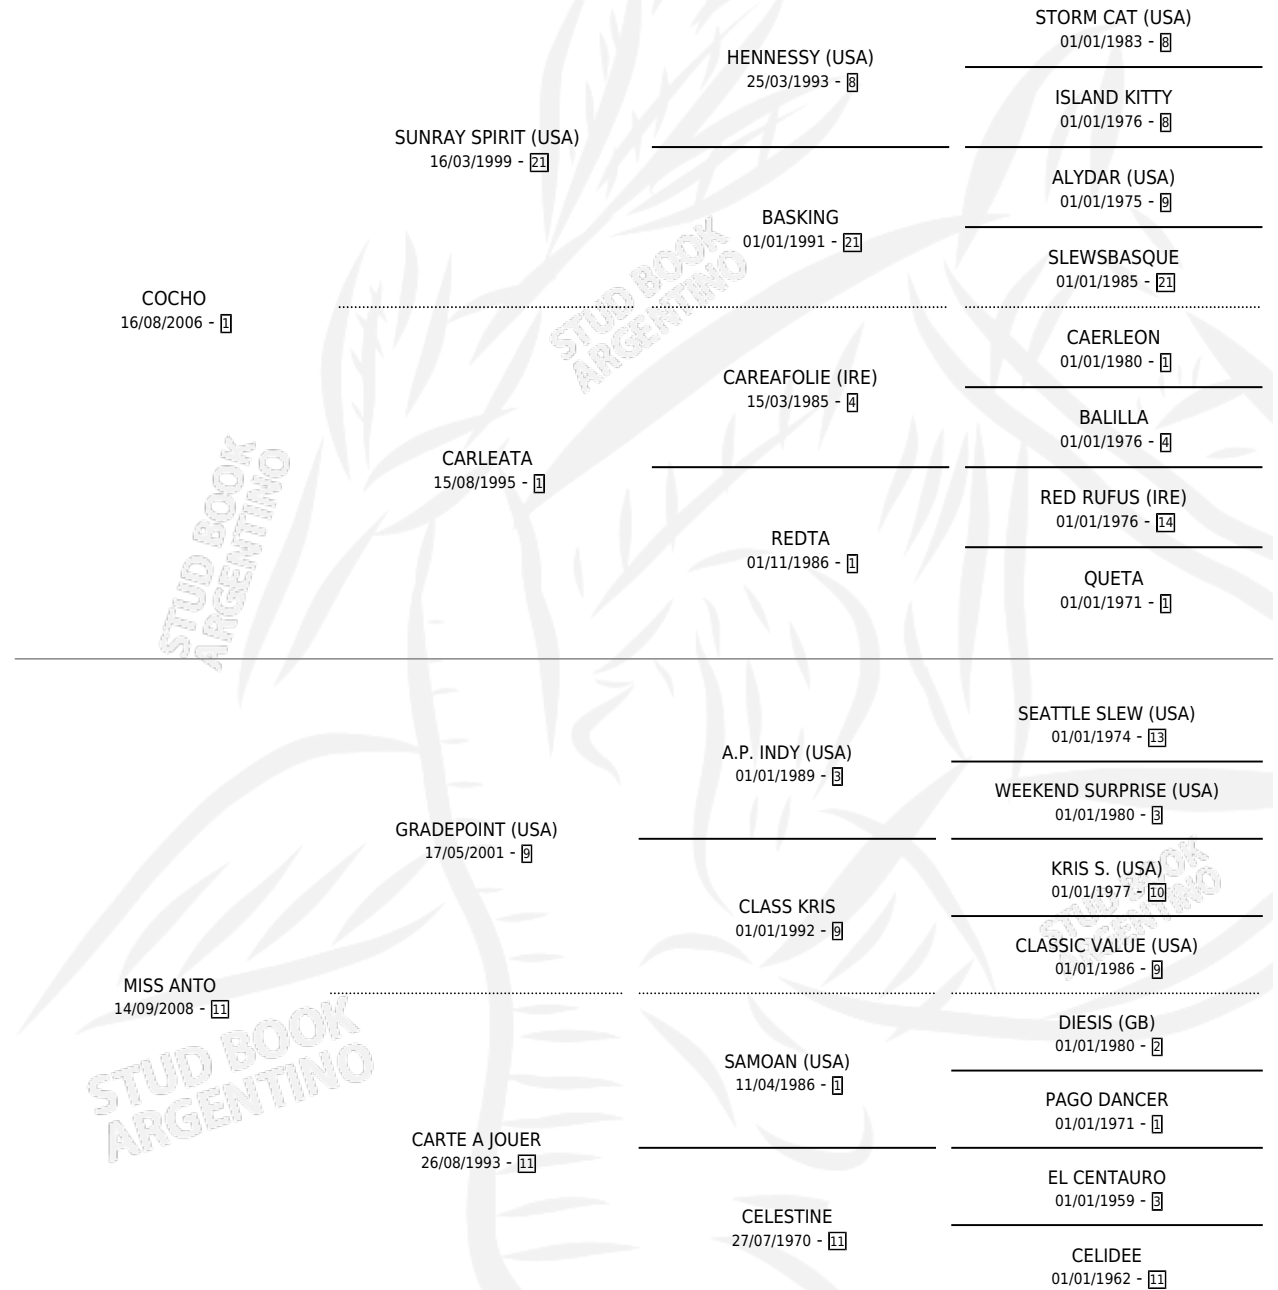 STORM CAT (USA)
01/01/1983 - 8
HENNESSY (USA)
25/03/1993 - 8
ISLAND KITTY
01/01/1976 - 8
SUNRAY SPIRIT (USA)
16/03/1999 - 21
ALYDAR (USA)
01/01/1975 - 9
BASKING
01/01/1991 - 21
SLEWSBASQUE
01/01/1985 - 21
COCHO
16/08/2006 - 1
CAERLEON
01/01/1980 - 1
CAREAFOLIE (IRE)
15/03/1985 - 4
BALILLA
01/01/1976 - 4
CARLEATA
15/08/1995 - 1
RED RUFUS (IRE)
01/01/1976 - 14
REDTA
01/11/1986 - 1
QUETA
01/01/1971 - 1
SEATTLE SLEW (USA)
01/01/1974 - 13
A.P. INDY (USA)
01/01/1989 - 3
WEEKEND SURPRISE (USA)
01/01/1980 - 3
GRADEPOINT (USA)
17/05/2001 - 9
KRIS S. (USA)
01/01/1977 - 10
CLASS KRIS
01/01/1992 - 9
CLASSIC VALUE (USA)
01/01/1986 - 9
MISS ANTO
14/09/2008 - 11
DIESIS (GB)
01/01/1980 - 2
SAMOAN (USA)
11/04/1986 - 1
PAGO DANCER
01/01/1971 - 1
CARTE A JOUER
26/08/1993 - 11
EL CENTAURO
01/01/1959 - 3
CELESTINE
27/07/1970 - 11
CELIDEE
01/01/1962 - 11
STUD BOOK
ARGENTINO
STUD BOOK
ARGENTINO
STUD BOOK
ARGENTINO
STUD BOOK
ARGENTINO